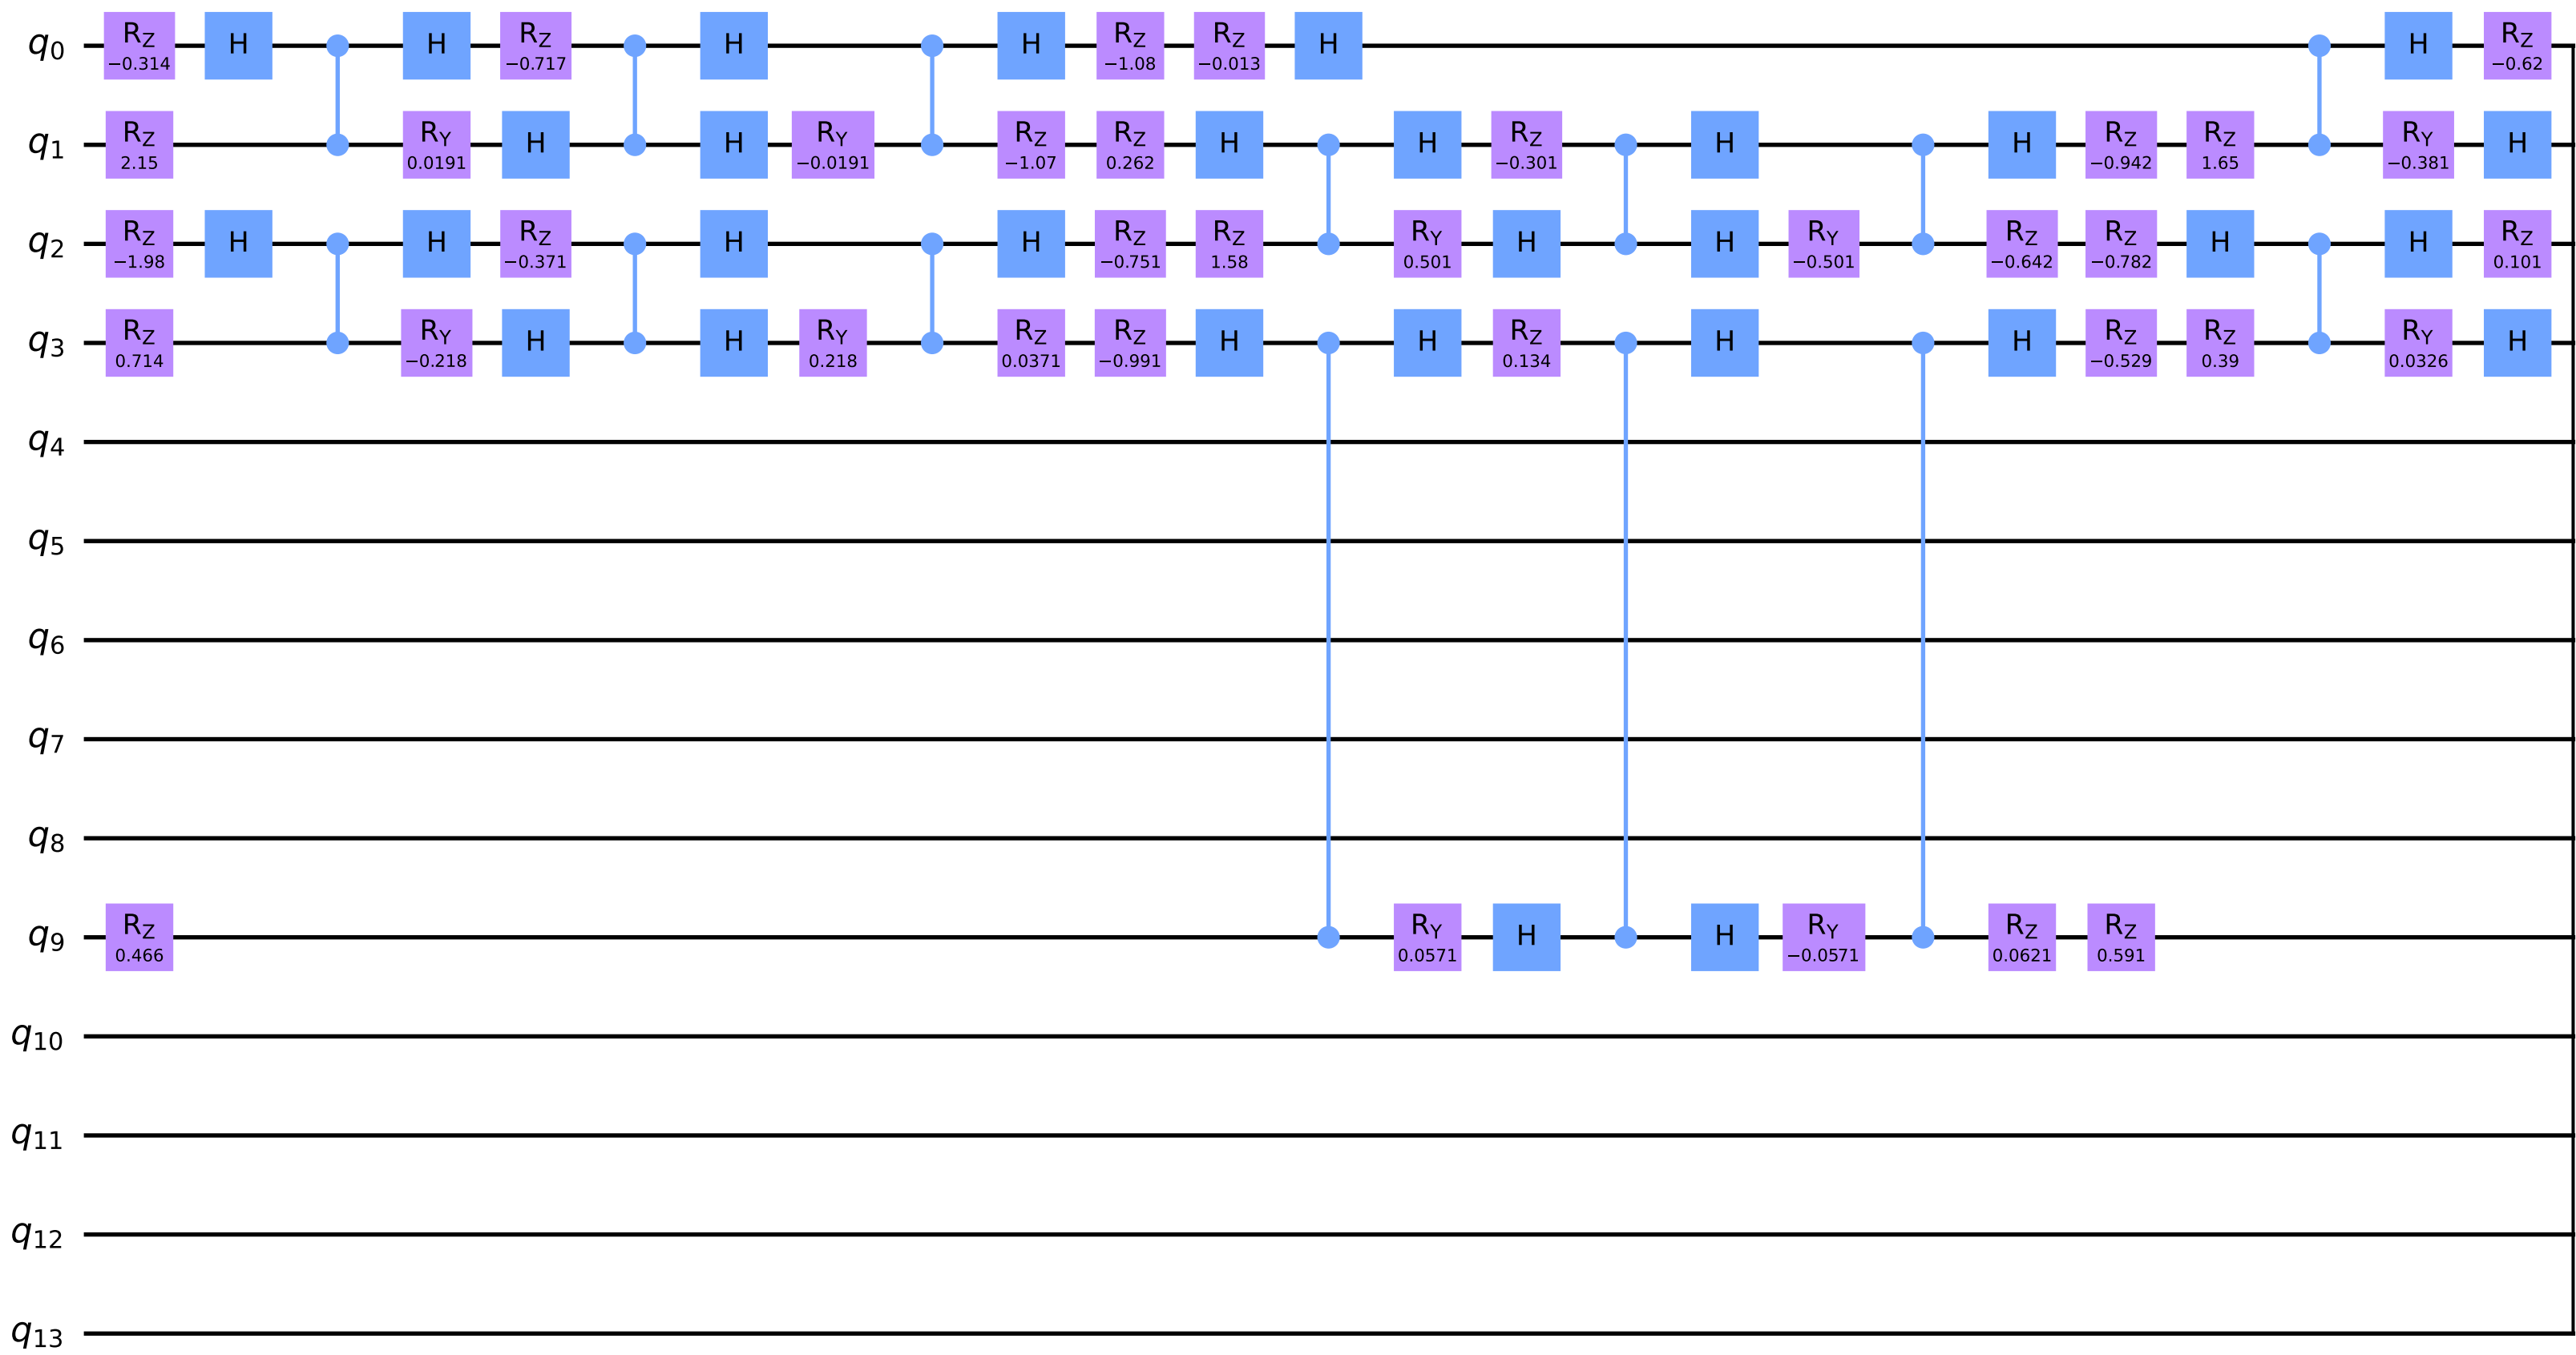 q0 RZ −0.314 H H RZ −0.717 H H RZ −1.08 RZ −0.013 H H RZ −0.62
q1 RZ 2.15 RY 0.0191 H H RY −0.0191 RZ −1.07 RZ 0.262 H H RZ −0.301 H H RZ −0.942 RZ 1.65 RY −0.381 H
q2 RZ −1.98 H H RZ −0.371 H H RZ −0.751 RZ 1.58 RY 0.501 H H RY −0.501 RZ −0.642 RZ −0.782 H H RZ 0.101
q3 RZ 0.714 RY −0.218 H H RY 0.218 RZ 0.0371 RZ −0.991 H H RZ 0.134 H H RZ −0.529 RZ 0.39 RY 0.0326 H
q4
q5
q6
q7
q8
q9 RZ 0.466 RY 0.0571 H H RY −0.0571 RZ 0.0621 RZ 0.591
q10
q11
q12
q13